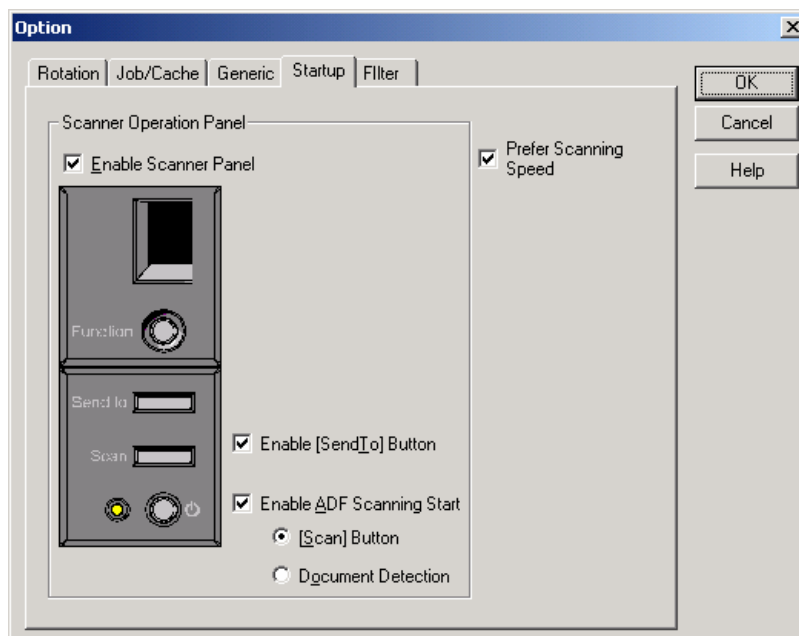 Option
Rotation Job/Cache Generic Startup FIlter
OK
Cancel
Help
Scanner Operation Panel
Enable Scanner Panel
Prefer Scanning
Speed
Function
Send to
Scan
Enable [SendTo] Button
Enable ADF Scanning Start
[Scan] Button
Document Detection